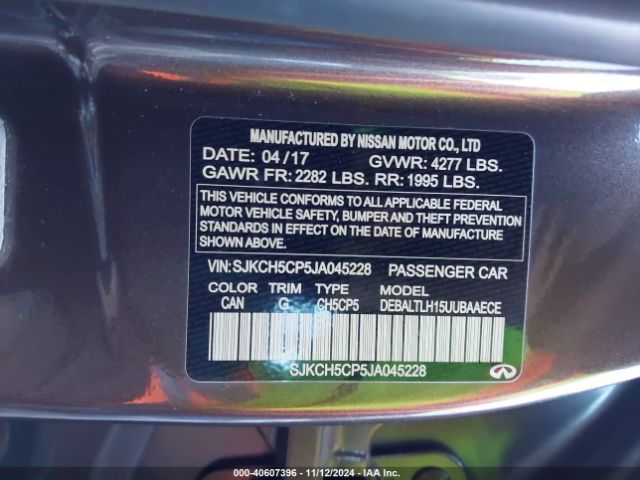 MANUFACTURED BY NISSAN MOTOR CO., LTD
DATE: 04/17 GVWR: 4277 LBS.
GAWR FR: 2282 LBS. RR: 1995 LBS.
THIS VEHICLE CONFORMS TO ALL APPLICABLE FEDERAL
MOTOR VEHICLE SAFETY, BUMPER AND THEFT PREVENTION
STANDARDS IN EFFECT ON THE DATE OF MANUFACTURE
SHOWN ABOVE.
VIN: SJKCH5CP5JA045228 PASSENGER CAR
COLOR TRIM TYPE MODEL
CAN G CH5CP5 DEBALTLH15UUBAAECE
SJKCH5CP5JA045228
000-40607396 - 11/12/2024 - IAA Inc.